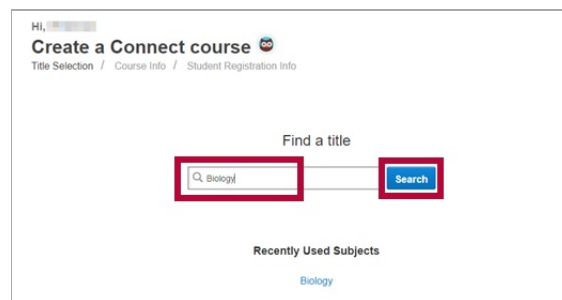 Hi,
Create a Connect course
Title Selection / Course Info / Student Registration Info
Find a title
Biology
Search
Recently Used Subjects
Biology